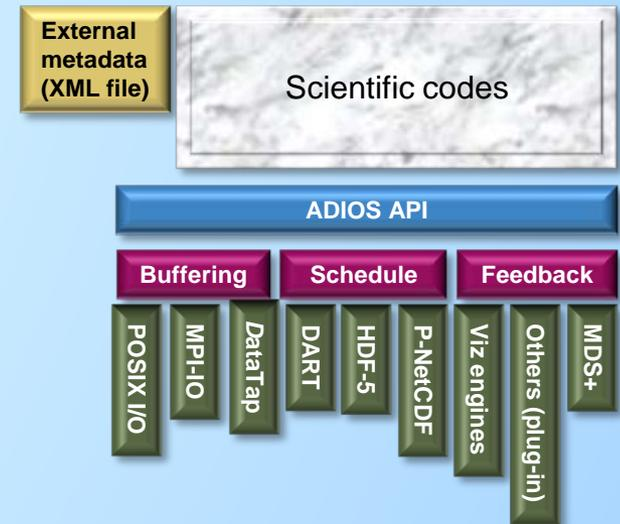 External
metadata
(XML file)
Scientific codes
ADIOS API
Buffering
Schedule
Feedback
POSIX I/O
MPI-IO
DataTap
DART
HDF-5
P-NetCDF
Viz engines
Others (plug-in)
MDS+